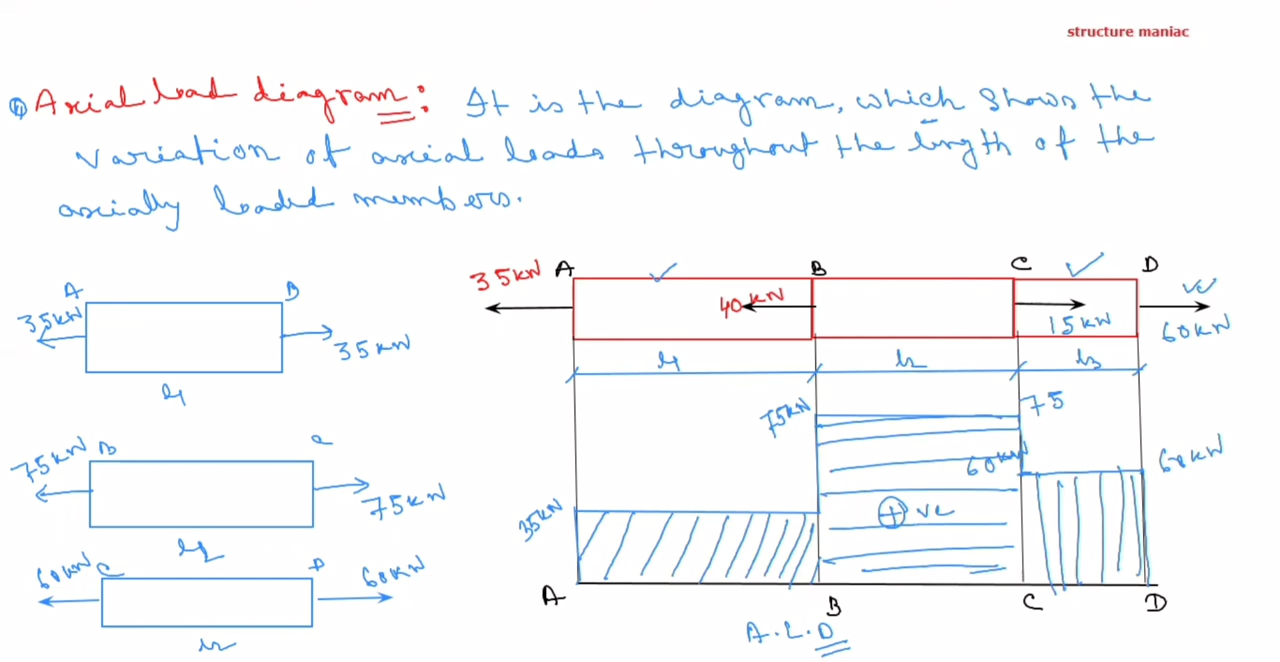 structure maniac
Axial load diagram: It is the diagram, which shows the
variation of axial loads throughout the length of the
axially loaded members.
A B
35kN 35kN
l1
75kN B C 75kN
l2
60kN C D 60kN
35kN A B C D
40kN 15kN 60kN
l1 l2 l3
75kN 75
60kN 60kN
35kN +ve
A B C D
A.L.D